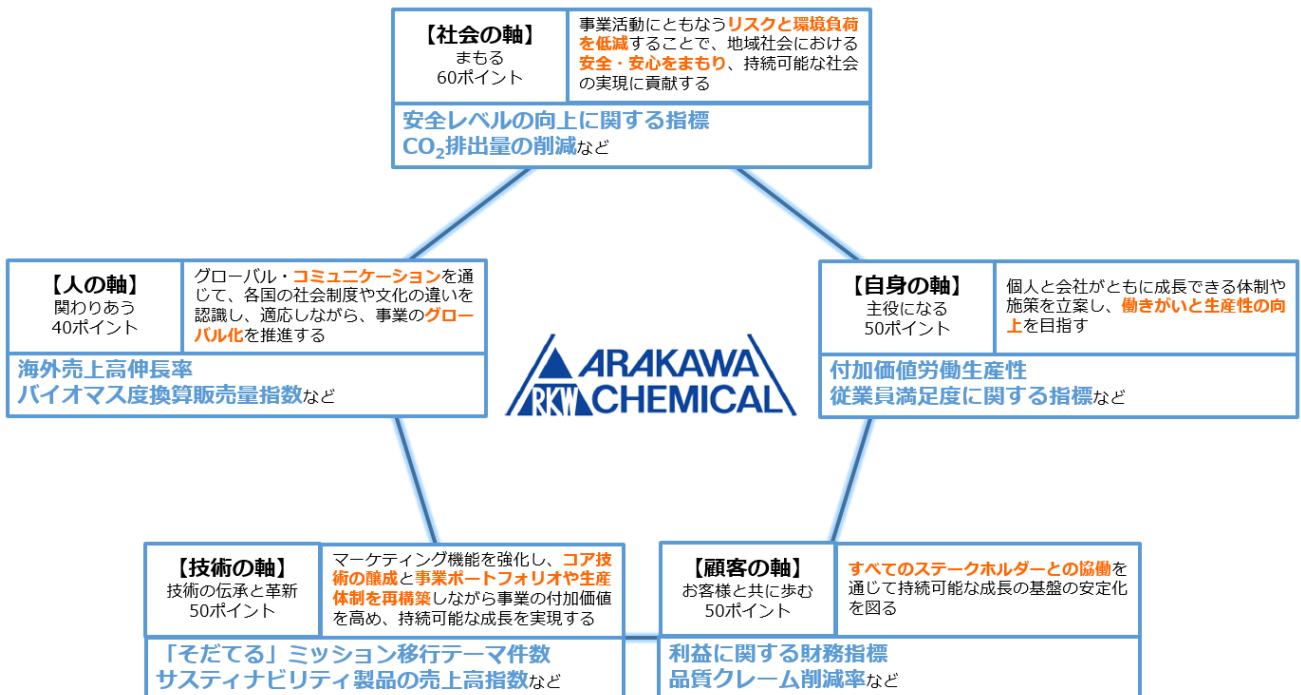 【社会の軸】
まもる
60ポイント
事業活動にともなうリスクと環境負荷
を低減することで、地域社会における
安全・安心をまもり、持続可能な社会
の実現に貢献する
安全レベルの向上に関する指標
CO₂排出量の削減など
【人の軸】
関わりあう
40ポイント
グローバル・コミュニケーションを通
じて、各国の社会制度や文化の違いを
認識し、適応しながら、事業のグロー
バル化を推進する
海外売上高伸長率
バイオマス度換算販売量指数など
【自身の軸】
主役になる
50ポイント
個人と会社がともに成長できる体制や
施策を立案し、働きがいと生産性の向
上を目指す
付加価値労働生産性
従業員満足度に関する指標など
ARAKAWA
RKW CHEMICAL
【技術の軸】
技術の伝承と革新
50ポイント
マーケティング機能を強化し、コア技
術の醸成と事業ポートフォリオや生産
体制を再構築しながら事業の付加価値
を高め、持続可能な成長を実現する
「そだてる」ミッション移行テーマ件数
サスティナビリティ製品の売上高指数など
【顧客の軸】
お客様と共に歩む
50ポイント
すべてのステークホルダーとの協働を
通じて持続可能な成長の基盤の安定化
を図る
利益に関する財務指標
品質クレーム削減率など